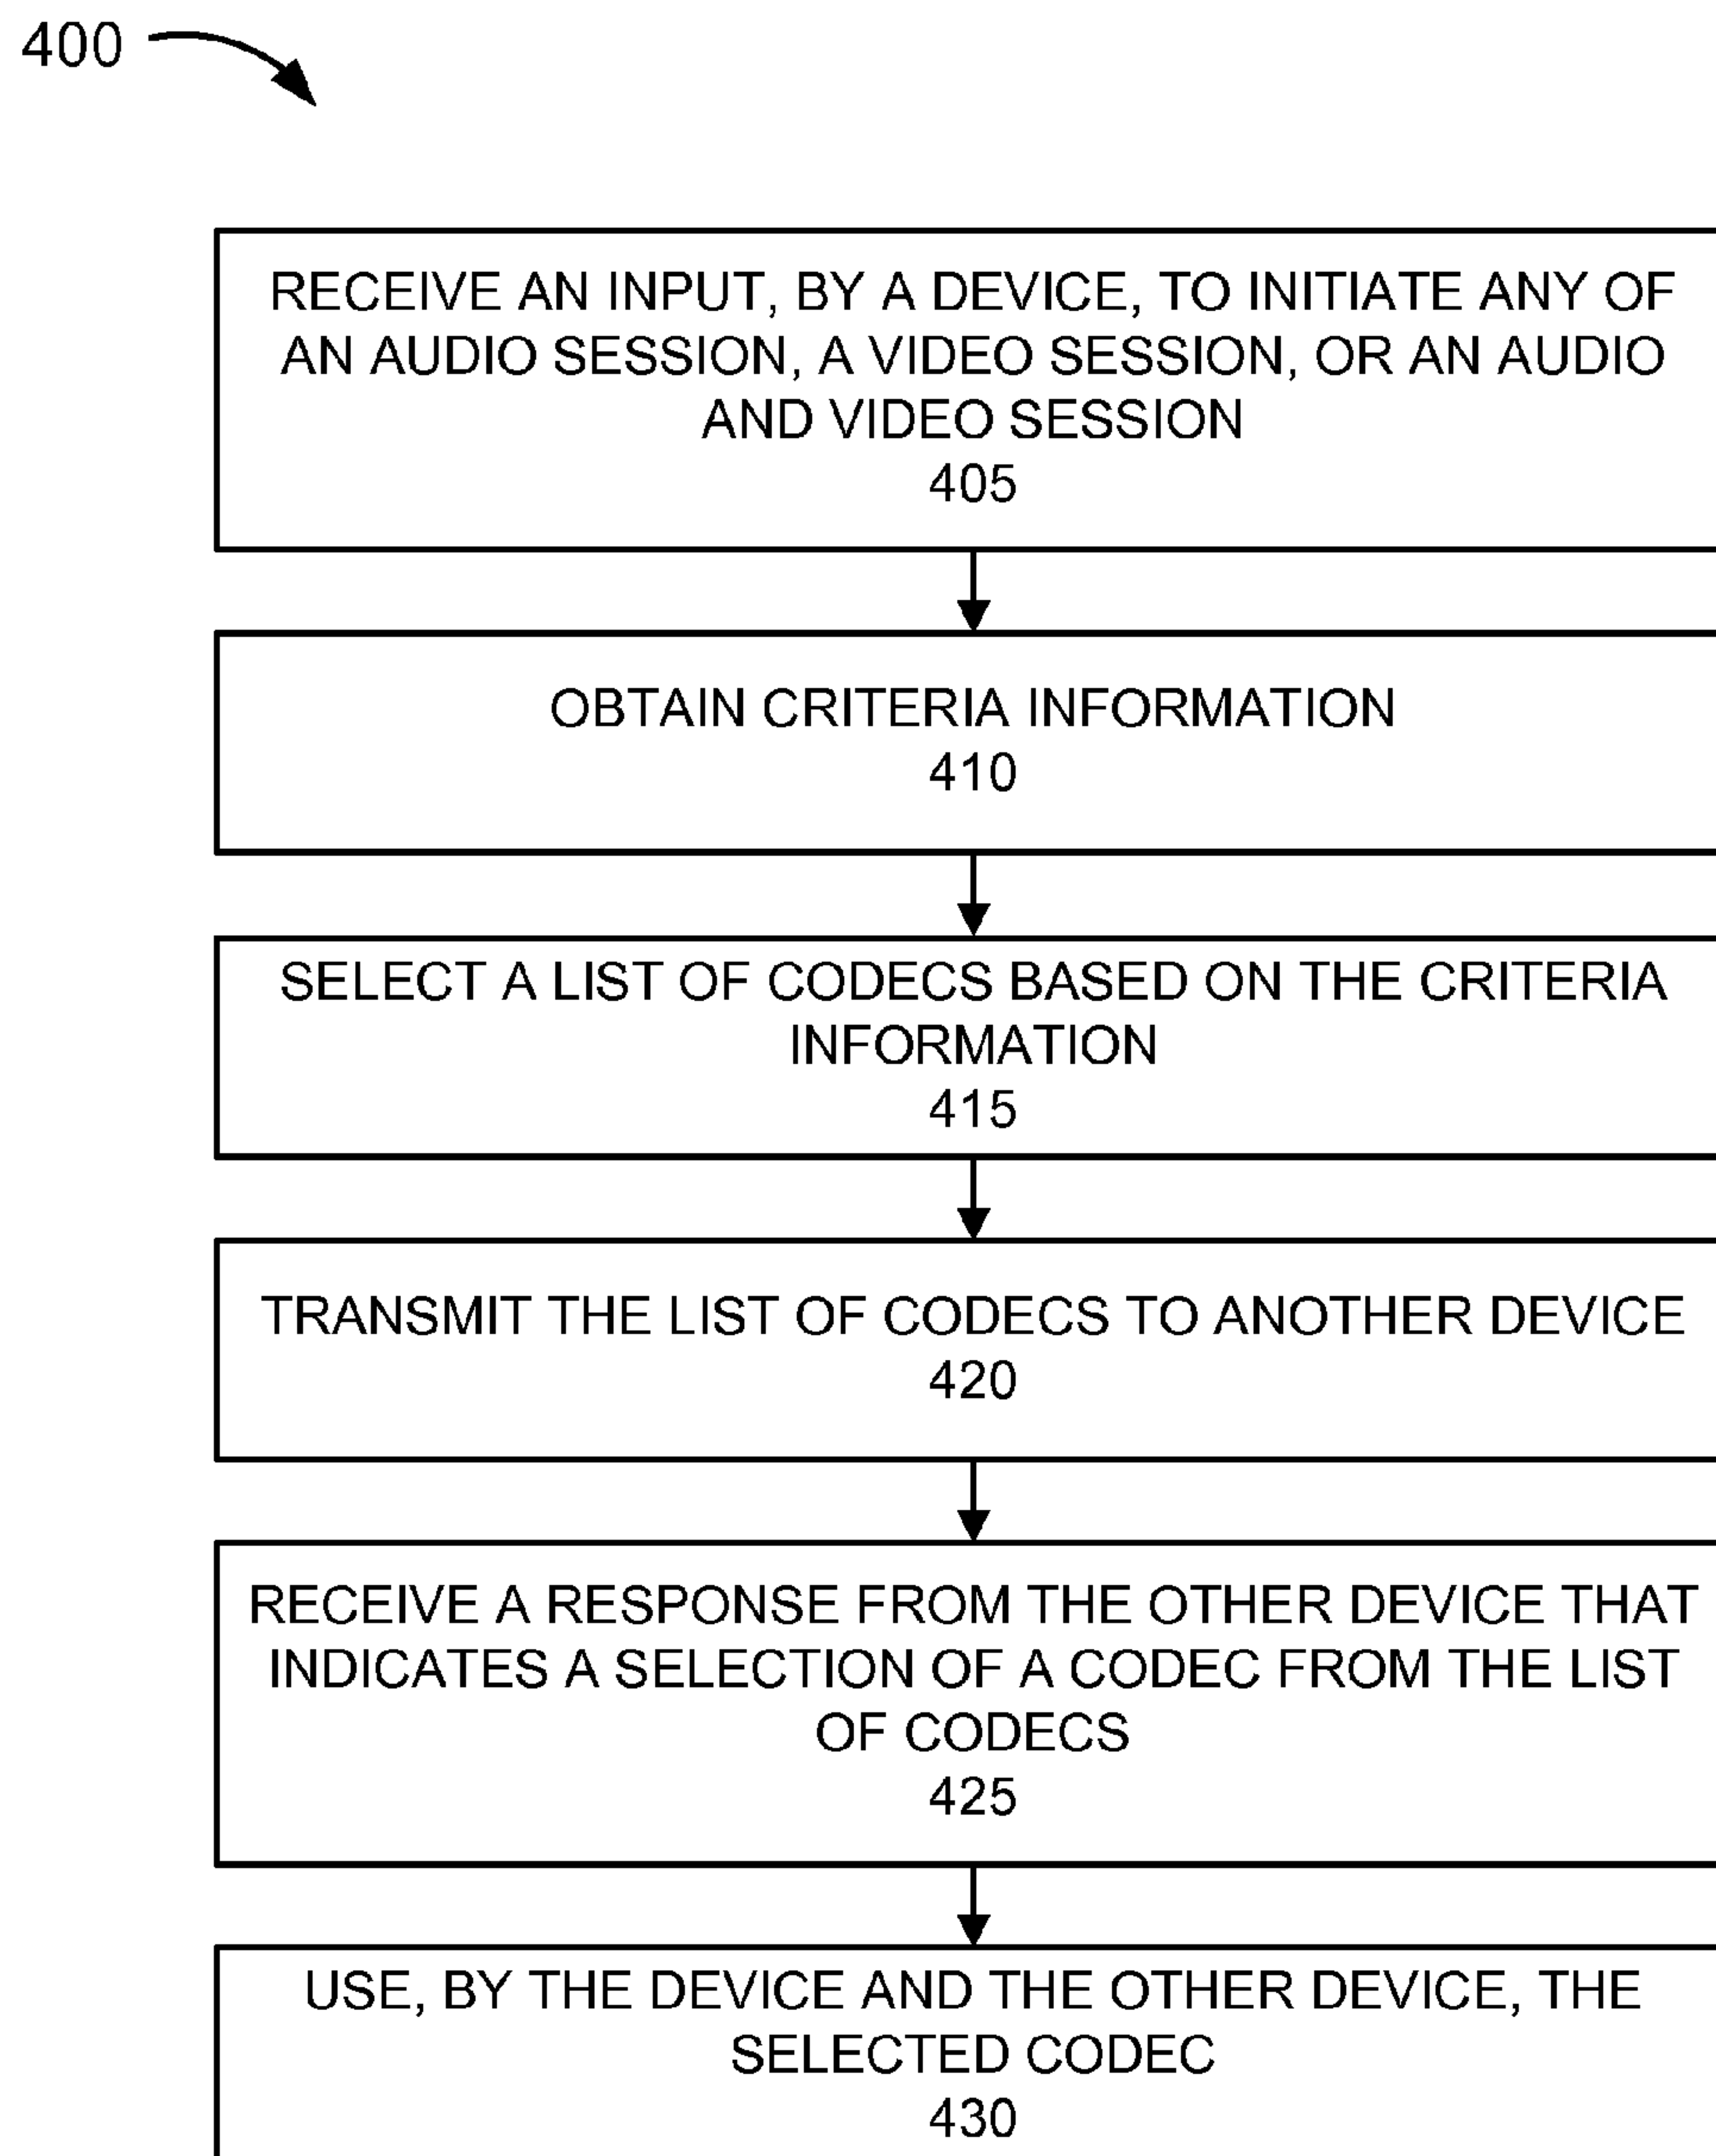 400
RECEIVE AN INPUT, BY A DEVICE, TO INITIATE ANY OF
AN AUDIO SESSION, A VIDEO SESSION, OR AN AUDIO
AND VIDEO SESSION
405
OBTAIN CRITERIA INFORMATION
410
SELECT A LIST OF CODECS BASED ON THE CRITERIA
INFORMATION
415
TRANSMIT THE LIST OF CODECS TO ANOTHER DEVICE
420
RECEIVE A RESPONSE FROM THE OTHER DEVICE THAT
INDICATES A SELECTION OF A CODEC FROM THE LIST
OF CODECS
425
USE, BY THE DEVICE AND THE OTHER DEVICE, THE
SELECTED CODEC
430